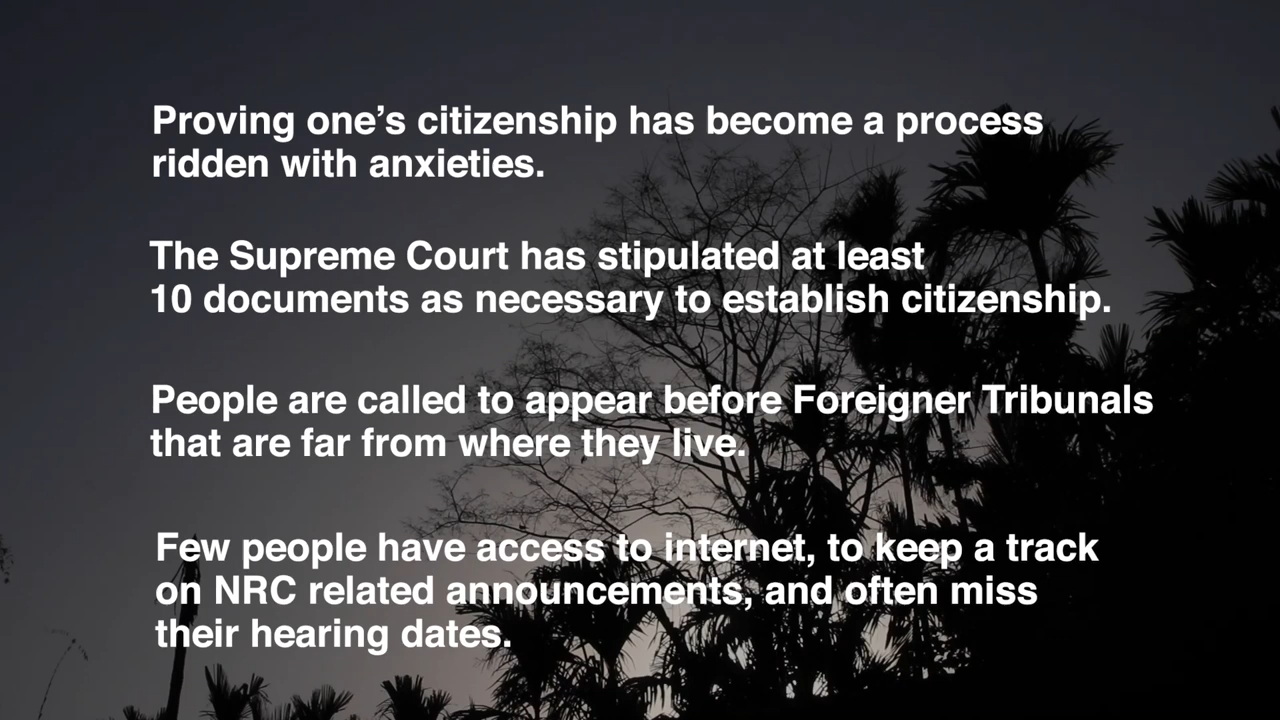 Proving one’s citizenship has become a process
ridden with anxieties.
The Supreme Court has stipulated at least
10 documents as necessary to establish citizenship.
People are called to appear before Foreigner Tribunals
that are far from where they live.
Few people have access to internet, to keep a track
on NRC related announcements, and often miss
their hearing dates.